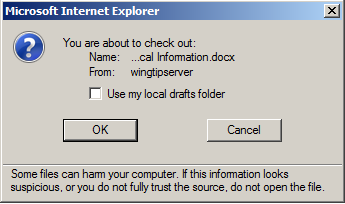 Microsoft Internet Explorer
You are about to check out:
Name: ...cal Information.docx
From: wingtipserver
Use my local drafts folder
OK
Cancel
Some files can harm your computer. If this information looks
suspicious, or you do not fully trust the source, do not open the file.